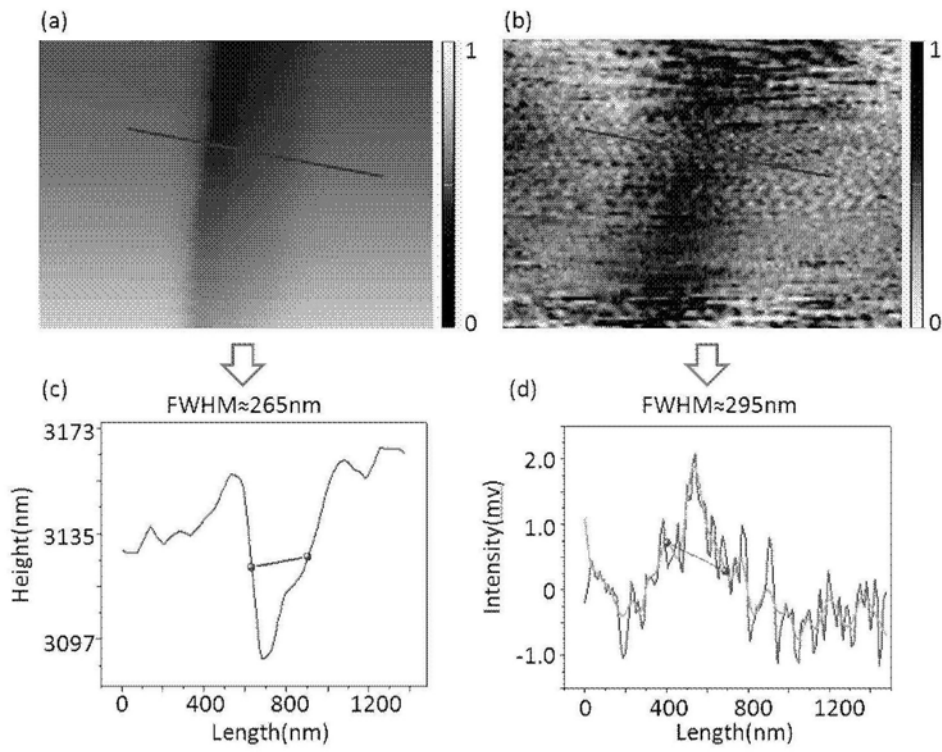 (a)
(b)
1
0
1
0
(c)
(d)
FWHM≈265nm
FWHM≈295nm
3173
3135
3097
Height(nm)
0 400 800 1200
Length(nm)
2.0
1.0
0
-1.0
Intensity(mv)
0 400 800 1200
Length(nm)